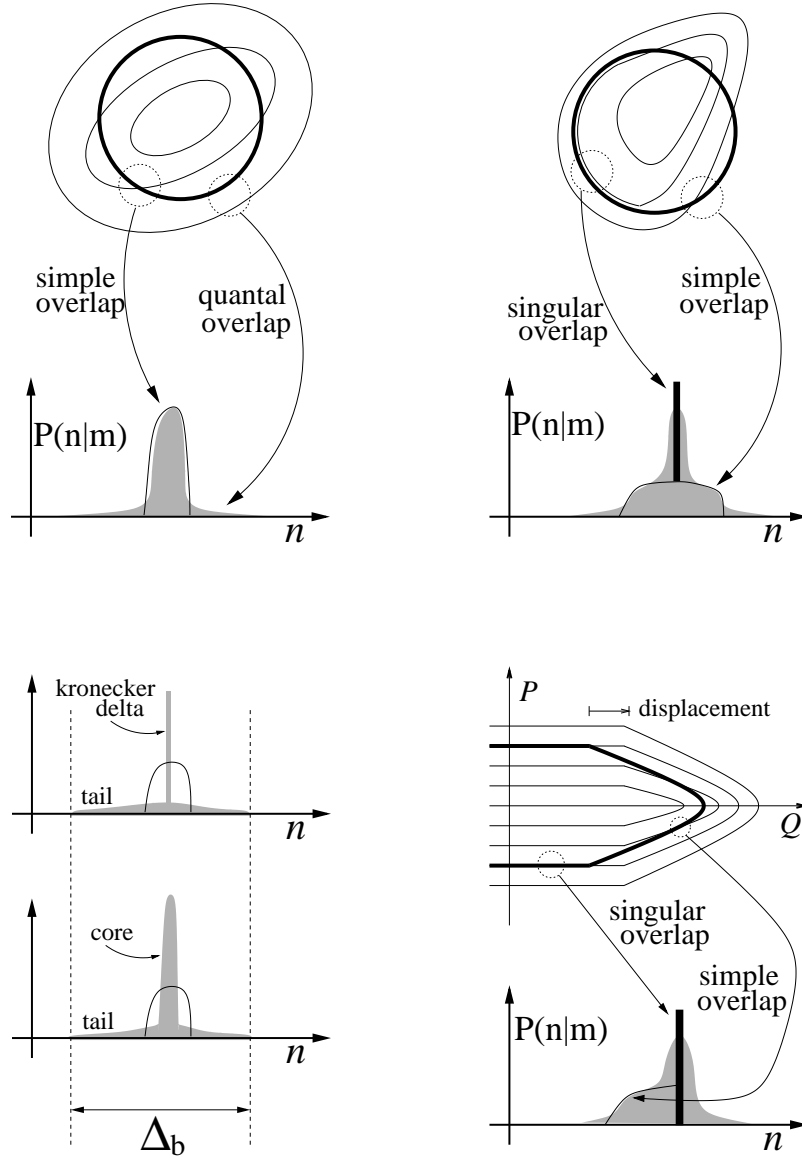 simple
overlap
quantal
overlap
P(n|m)
n
singular
overlap
simple
overlap
P(n|m)
n
kronecker
delta
tail
n
core
tail
n
Δb
P
displacement
Q
singular
overlap
simple
overlap
P(n|m)
n